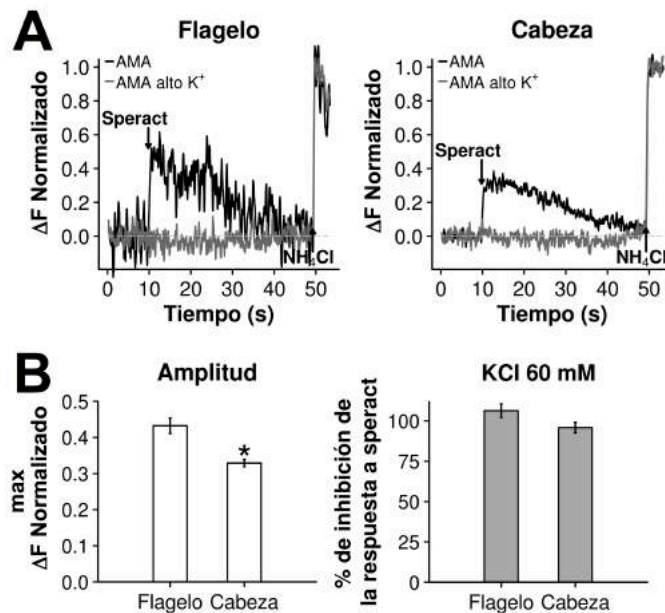 A
Flagelo
AMA
AMA alto K⁺
Speract
NH₄Cl
ΔF Normalizado
1.0
0.8
0.6
0.4
0.2
0.0
0 10 20 30 40 50
Tiempo (s)
Cabeza
AMA
AMA alto K⁺
Speract
NH₄Cl
ΔF Normalizado
1.0
0.8
0.6
0.4
0.2
0.0
0 10 20 30 40 50
Tiempo (s)
B
Amplitud
max
ΔF Normalizado
0.5
0.4
0.3
0.4
0.1
0.0
*
Flagelo Cabeza
KCl 60 mM
% de inhibición de
la respuesta a speract
100
75
50
25
0
Flagelo Cabeza